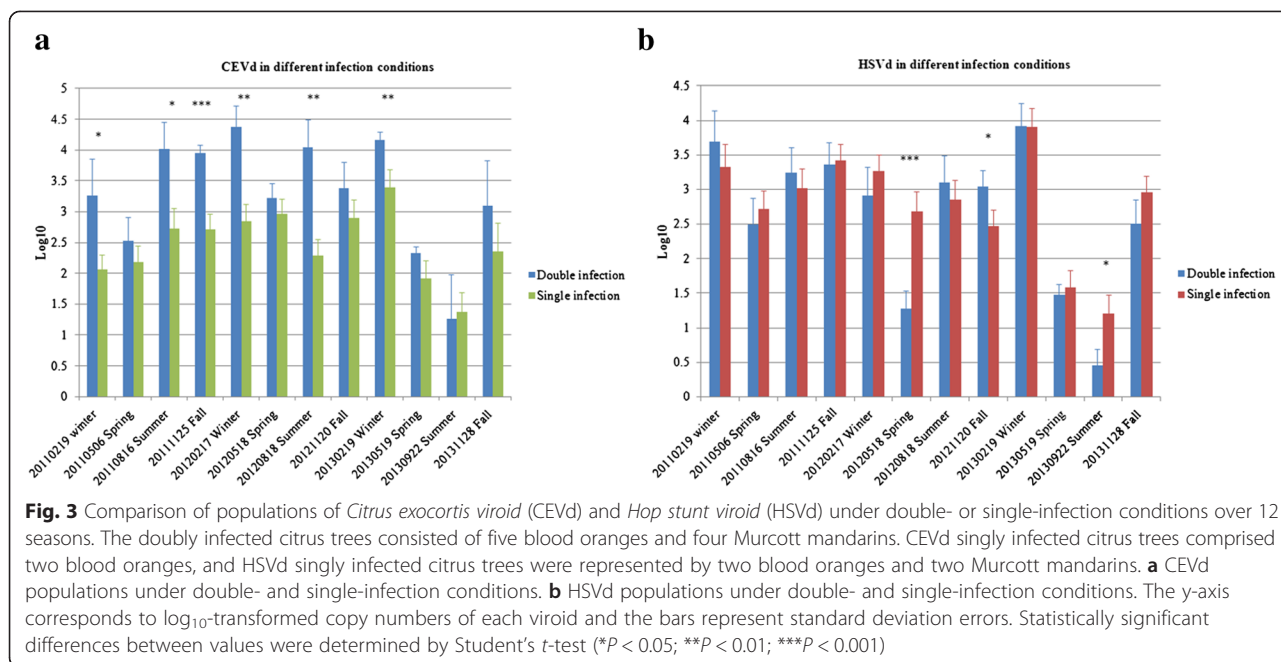 a
CEVd in different infection conditions
5
4.5
4
3.5
3
2.5
2
1.5
1
0.5
0
Log10
*
*
***
**
**
**
Double infection
Single infection
20110219 winter
20110506 Spring
20110816 Summer
20111125 Fall
20120217 Winter
20120518 Spring
20120818 Summer
20121120 Fall
20130219 Winter
20130519 Spring
20130922 Summer
20131128 Fall
b
HSVd in different infection conditions
4.5
4
3.5
3
2.5
2
1.5
1
0.5
0
Log10
***
*
*
Double infection
Single infection
20110219 winter
20110506 Spring
20110816 Summer
20111125 Fall
20120217 Winter
20120518 Spring
20120818 Summer
20121120 Fall
20130219 Winter
20130519 Spring
20130922 Summer
20131128 Fall
Fig. 3 Comparison of populations of Citrus exocortis viroid (CEVd) and Hop stunt viroid (HSVd) under double- or single-infection conditions over 12
seasons. The doubly infected citrus trees consisted of five blood oranges and four Murcott mandarins. CEVd singly infected citrus trees comprised
two blood oranges, and HSVd singly infected citrus trees were represented by two blood oranges and two Murcott mandarins. a CEVd
populations under double- and single-infection conditions. b HSVd populations under double- and single-infection conditions. The y-axis
corresponds to log₁₀-transformed copy numbers of each viroid and the bars represent standard deviation errors. Statistically significant
differences between values were determined by Student's t-test (*P < 0.05; **P < 0.01; ***P < 0.001)